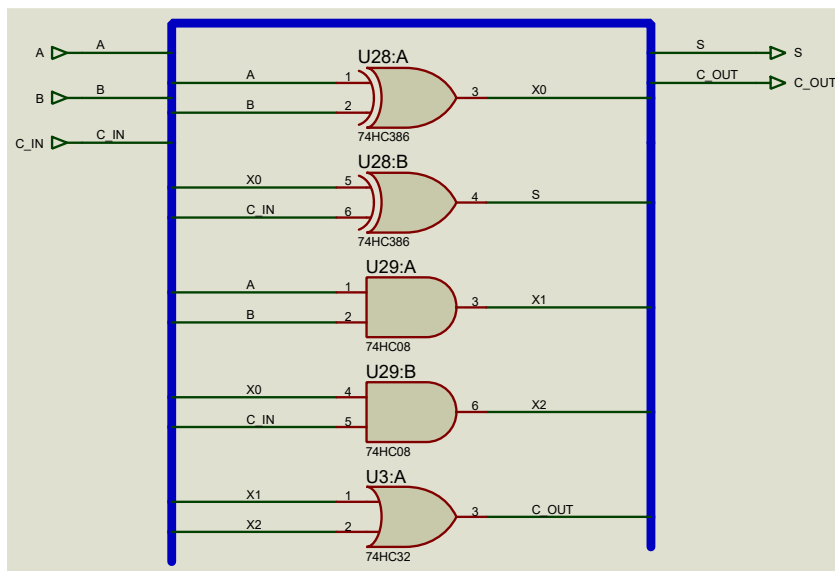 A A S S
C_OUT C_OUT
B B
C_IN C_IN
U28:A
A 1
B 2
3 X0
74HC386
U28:B
X0 5
C_IN 6
4 S
74HC386
U29:A
A 1
B 2
3 X1
74HC08
U29:B
X0 4
C_IN 5
6 X2
74HC08
U3:A
X1 1
X2 2
3 C_OUT
74HC32